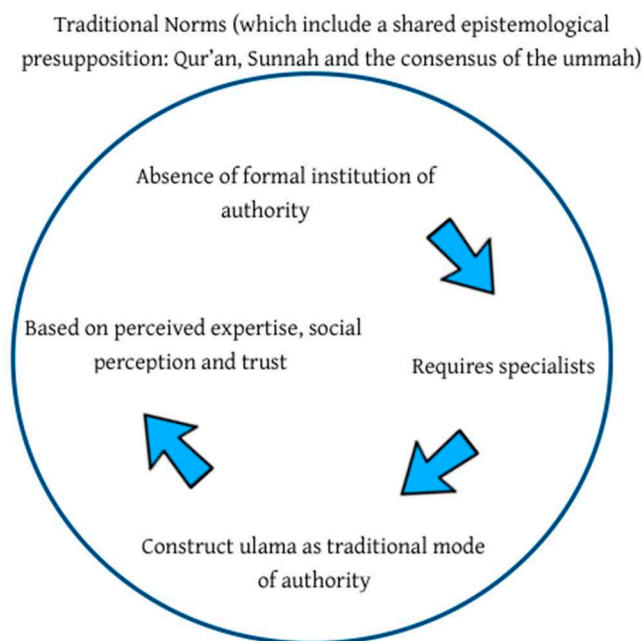 Traditional Norms (which include a shared epistemological
presupposition: Qur’an, Sunnah and the consensus of the ummah)
Absence of formal institution of
authority
Based on perceived expertise, social
perception and trust
Requires specialists
Construct ulama as traditional mode
of authority